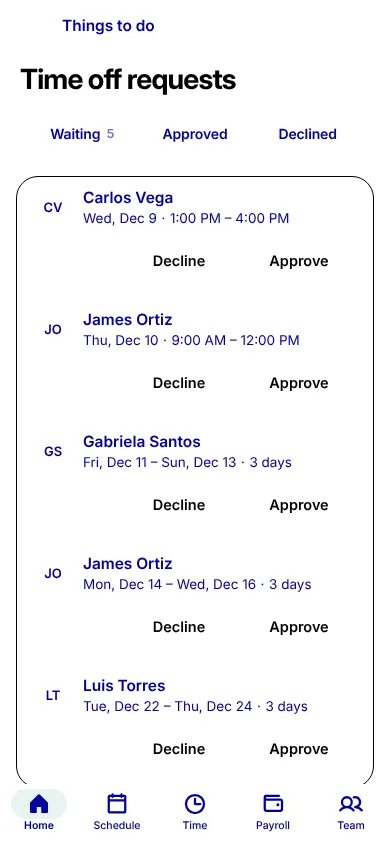 Things to do
Time off requests
Waiting 5 Approved Declined
CV
Carlos Vega
Wed, Dec 9 · 1:00 PM – 4:00 PM
Decline Approve
JO
James Ortiz
Thu, Dec 10 · 9:00 AM – 12:00 PM
Decline Approve
GS
Gabriela Santos
Fri, Dec 11 – Sun, Dec 13 · 3 days
Decline Approve
JO
James Ortiz
Mon, Dec 14 – Wed, Dec 16 · 3 days
Decline Approve
LT
Luis Torres
Tue, Dec 22 – Thu, Dec 24 · 3 days
Decline Approve
Home Schedule Time Payroll Team